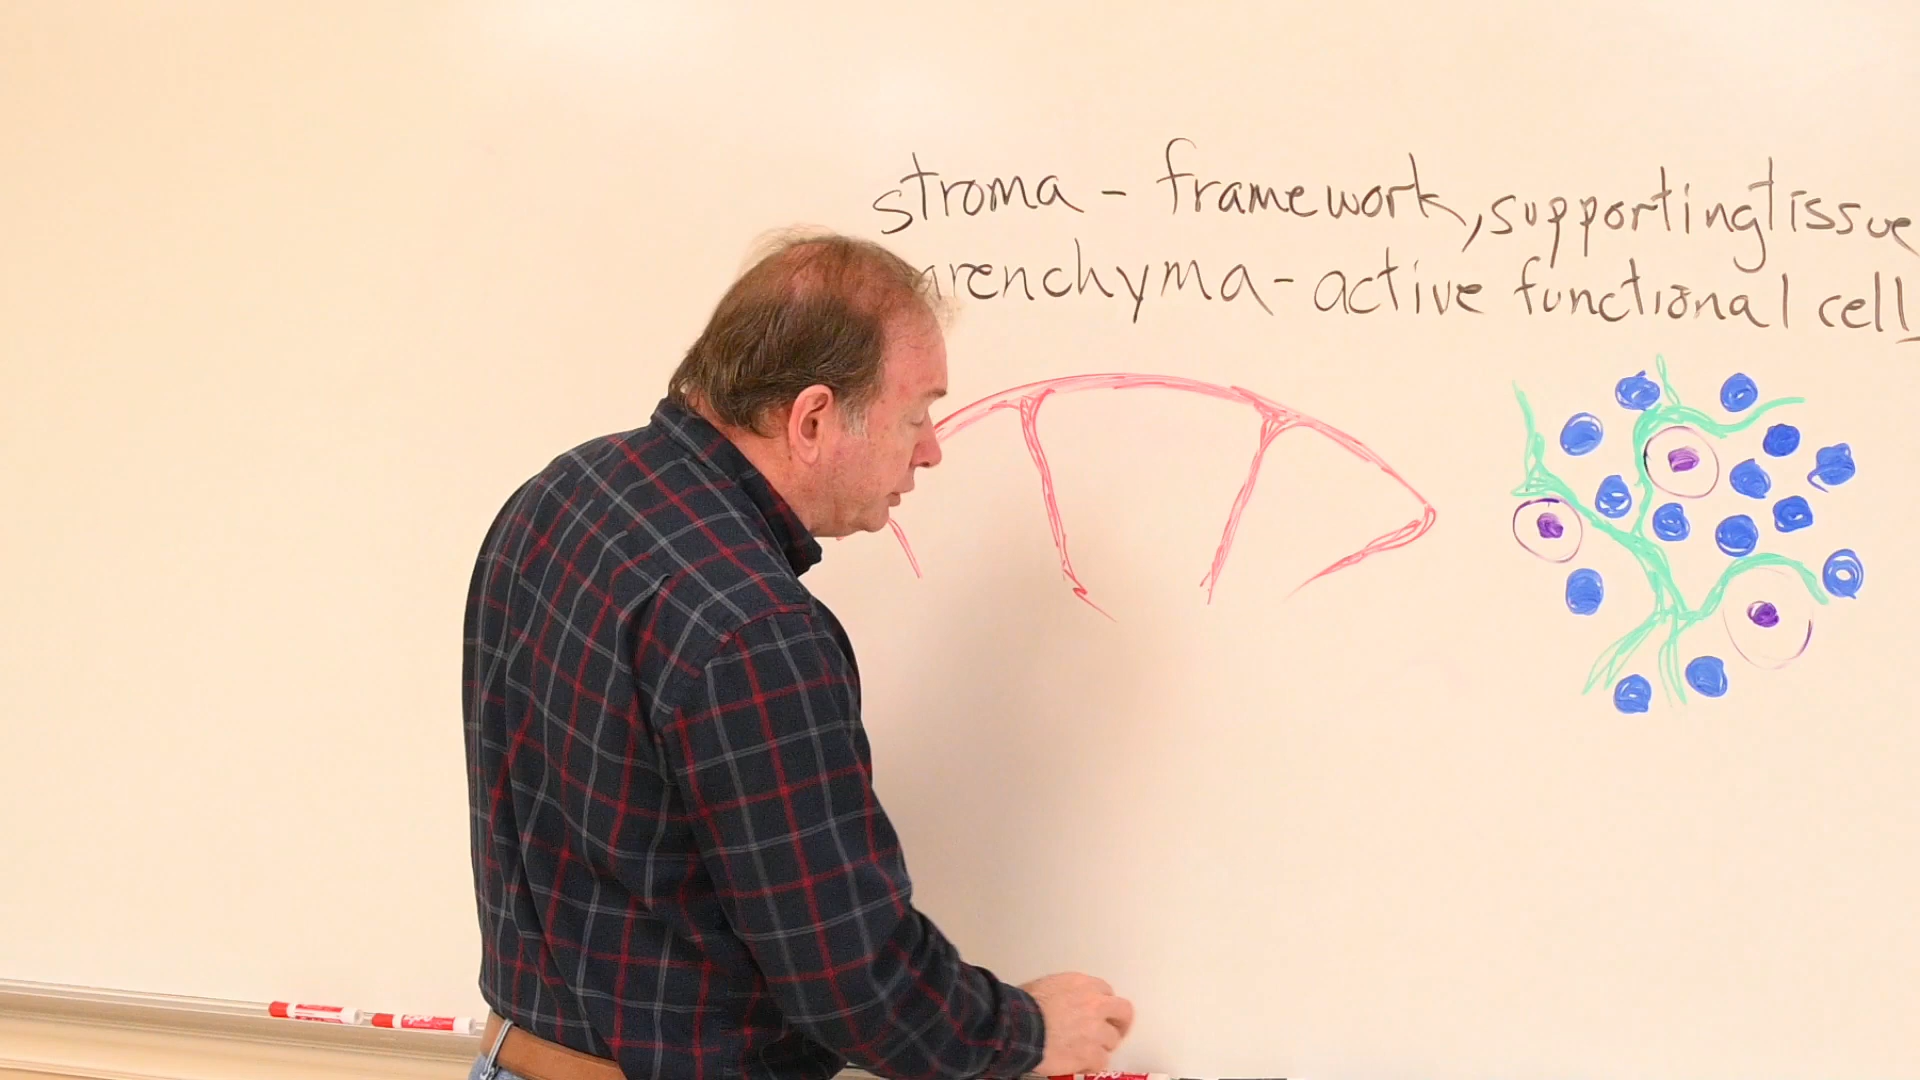 stroma - framework, supporting tissue
arenchyma - active functional cell